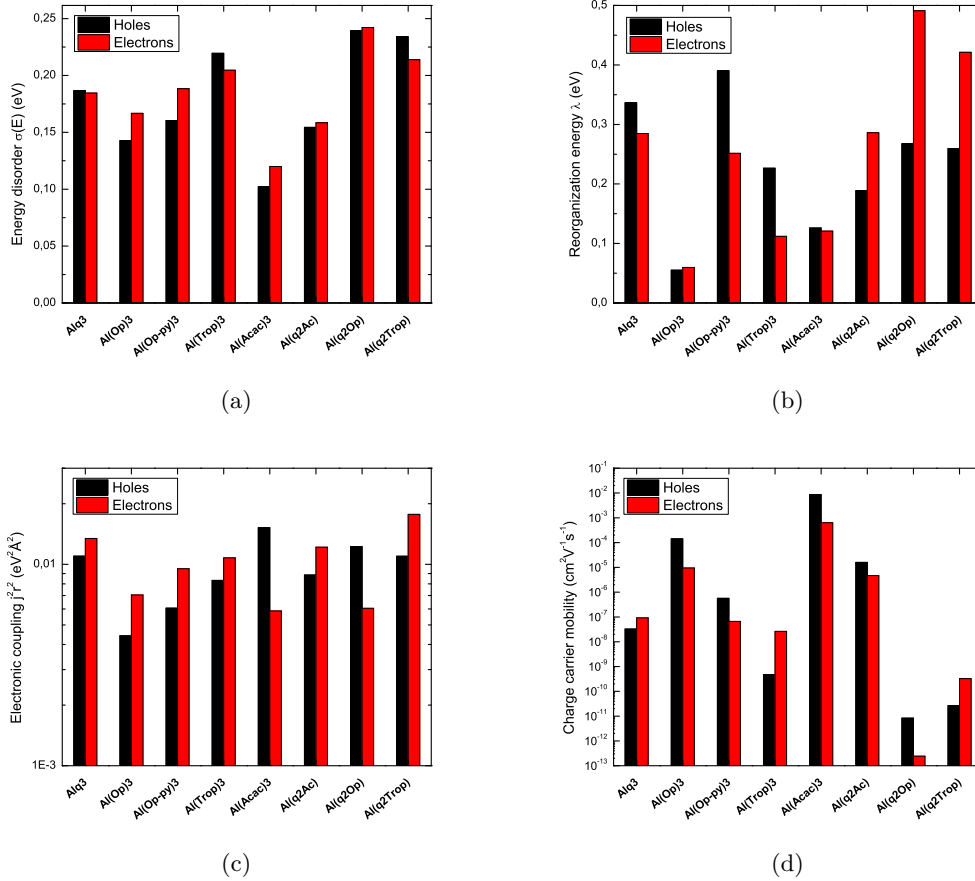 Energy disorder σ(E) (eV)
0,25
0,20
0,15
0,10
0,05
0,00
Holes
Electrons
Alq3
Al(Op)3
Al(Op-py)3
Al(Trop)3
Al(Acac)3
Al(q2Ac)
Al(q2Op)
Al(q2Trop)
(a)
Reorganization energy λ (eV)
0,5
0,4
0,3
0,2
0,1
0,0
Holes
Electrons
Alq3
Al(Op)3
Al(Op-py)3
Al(Trop)3
Al(Acac)3
Al(q2Ac)
Al(q2Op)
Al(q2Trop)
(b)
Electronic coupling j²r² (eV²Å²)
0,01
1E-3
Holes
Electrons
Alq3
Al(Op)3
Al(Op-py)3
Al(Trop)3
Al(Acac)3
Al(q2Ac)
Al(q2Op)
Al(q2Trop)
(c)
Charge carrier mobility (cm²V⁻¹s⁻¹)
10⁻¹
10⁻²
10⁻³
10⁻⁴
10⁻⁵
10⁻⁶
10⁻⁷
10⁻⁸
10⁻⁹
10⁻¹⁰
10⁻¹¹
10⁻¹²
10⁻¹³
Holes
Electrons
Alq3
Al(Op)3
Al(Op-py)3
Al(Trop)3
Al(Acac)3
Al(q2Ac)
Al(q2Op)
Al(q2Trop)
(d)